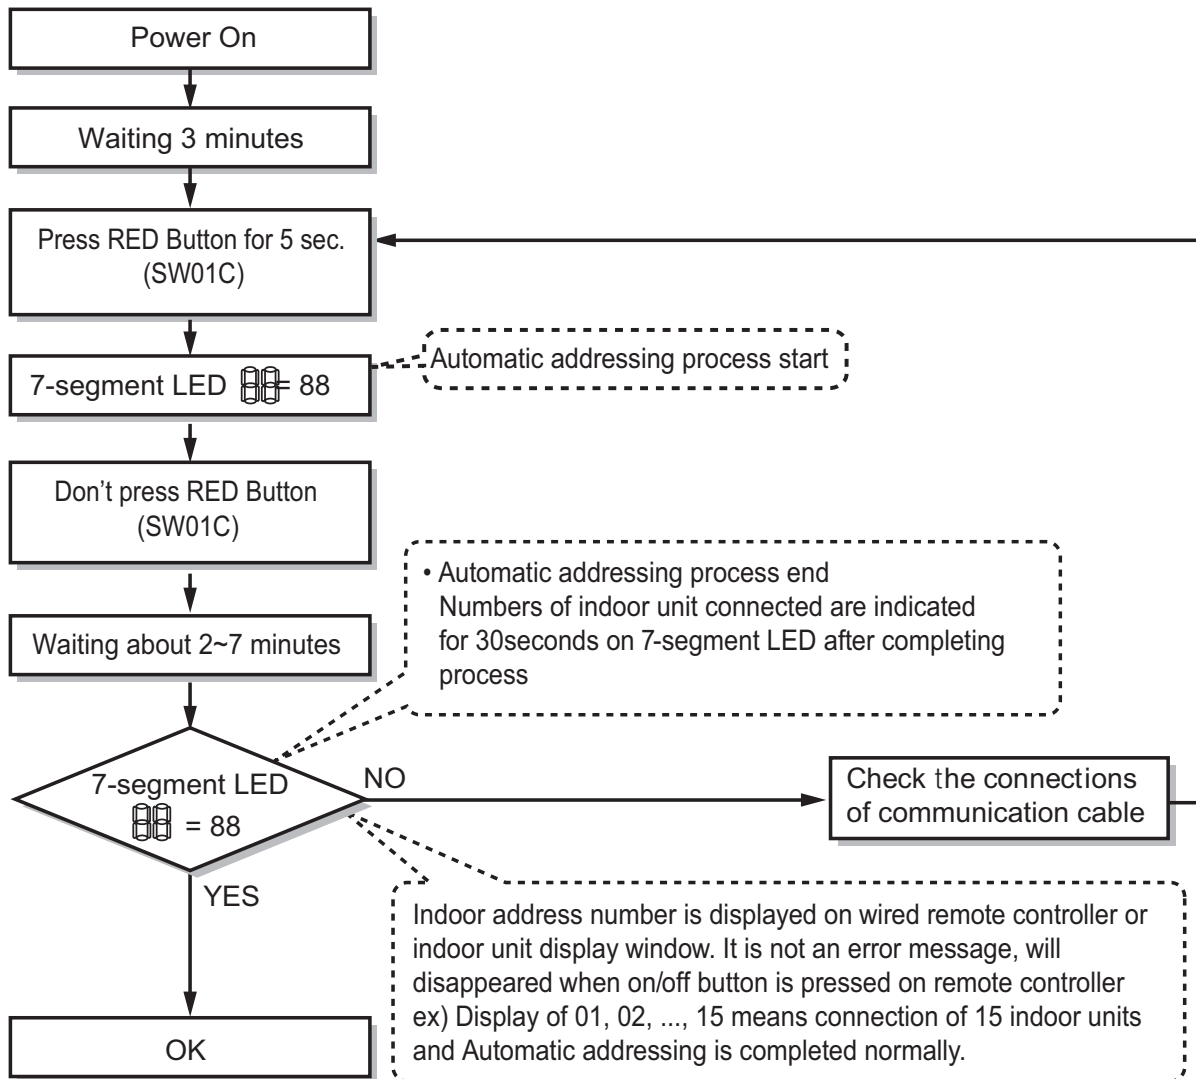 Power On
Waiting 3 minutes
Press RED Button for 5 sec.
(SW01C)
7-segment LED 88 = 88
Automatic addressing process start
Don't press RED Button
(SW01C)
Waiting about 2~7 minutes
• Automatic addressing process end
Numbers of indoor unit connected are indicated
for 30seconds on 7-segment LED after completing
process
7-segment LED
88 = 88
NO
Check the connections
of communication cable
YES
Indoor address number is displayed on wired remote controller or
indoor unit display window. It is not an error message, will
disappeared when on/off button is pressed on remote controller
ex) Display of 01, 02, ..., 15 means connection of 15 indoor units
and Automatic addressing is completed normally.
OK